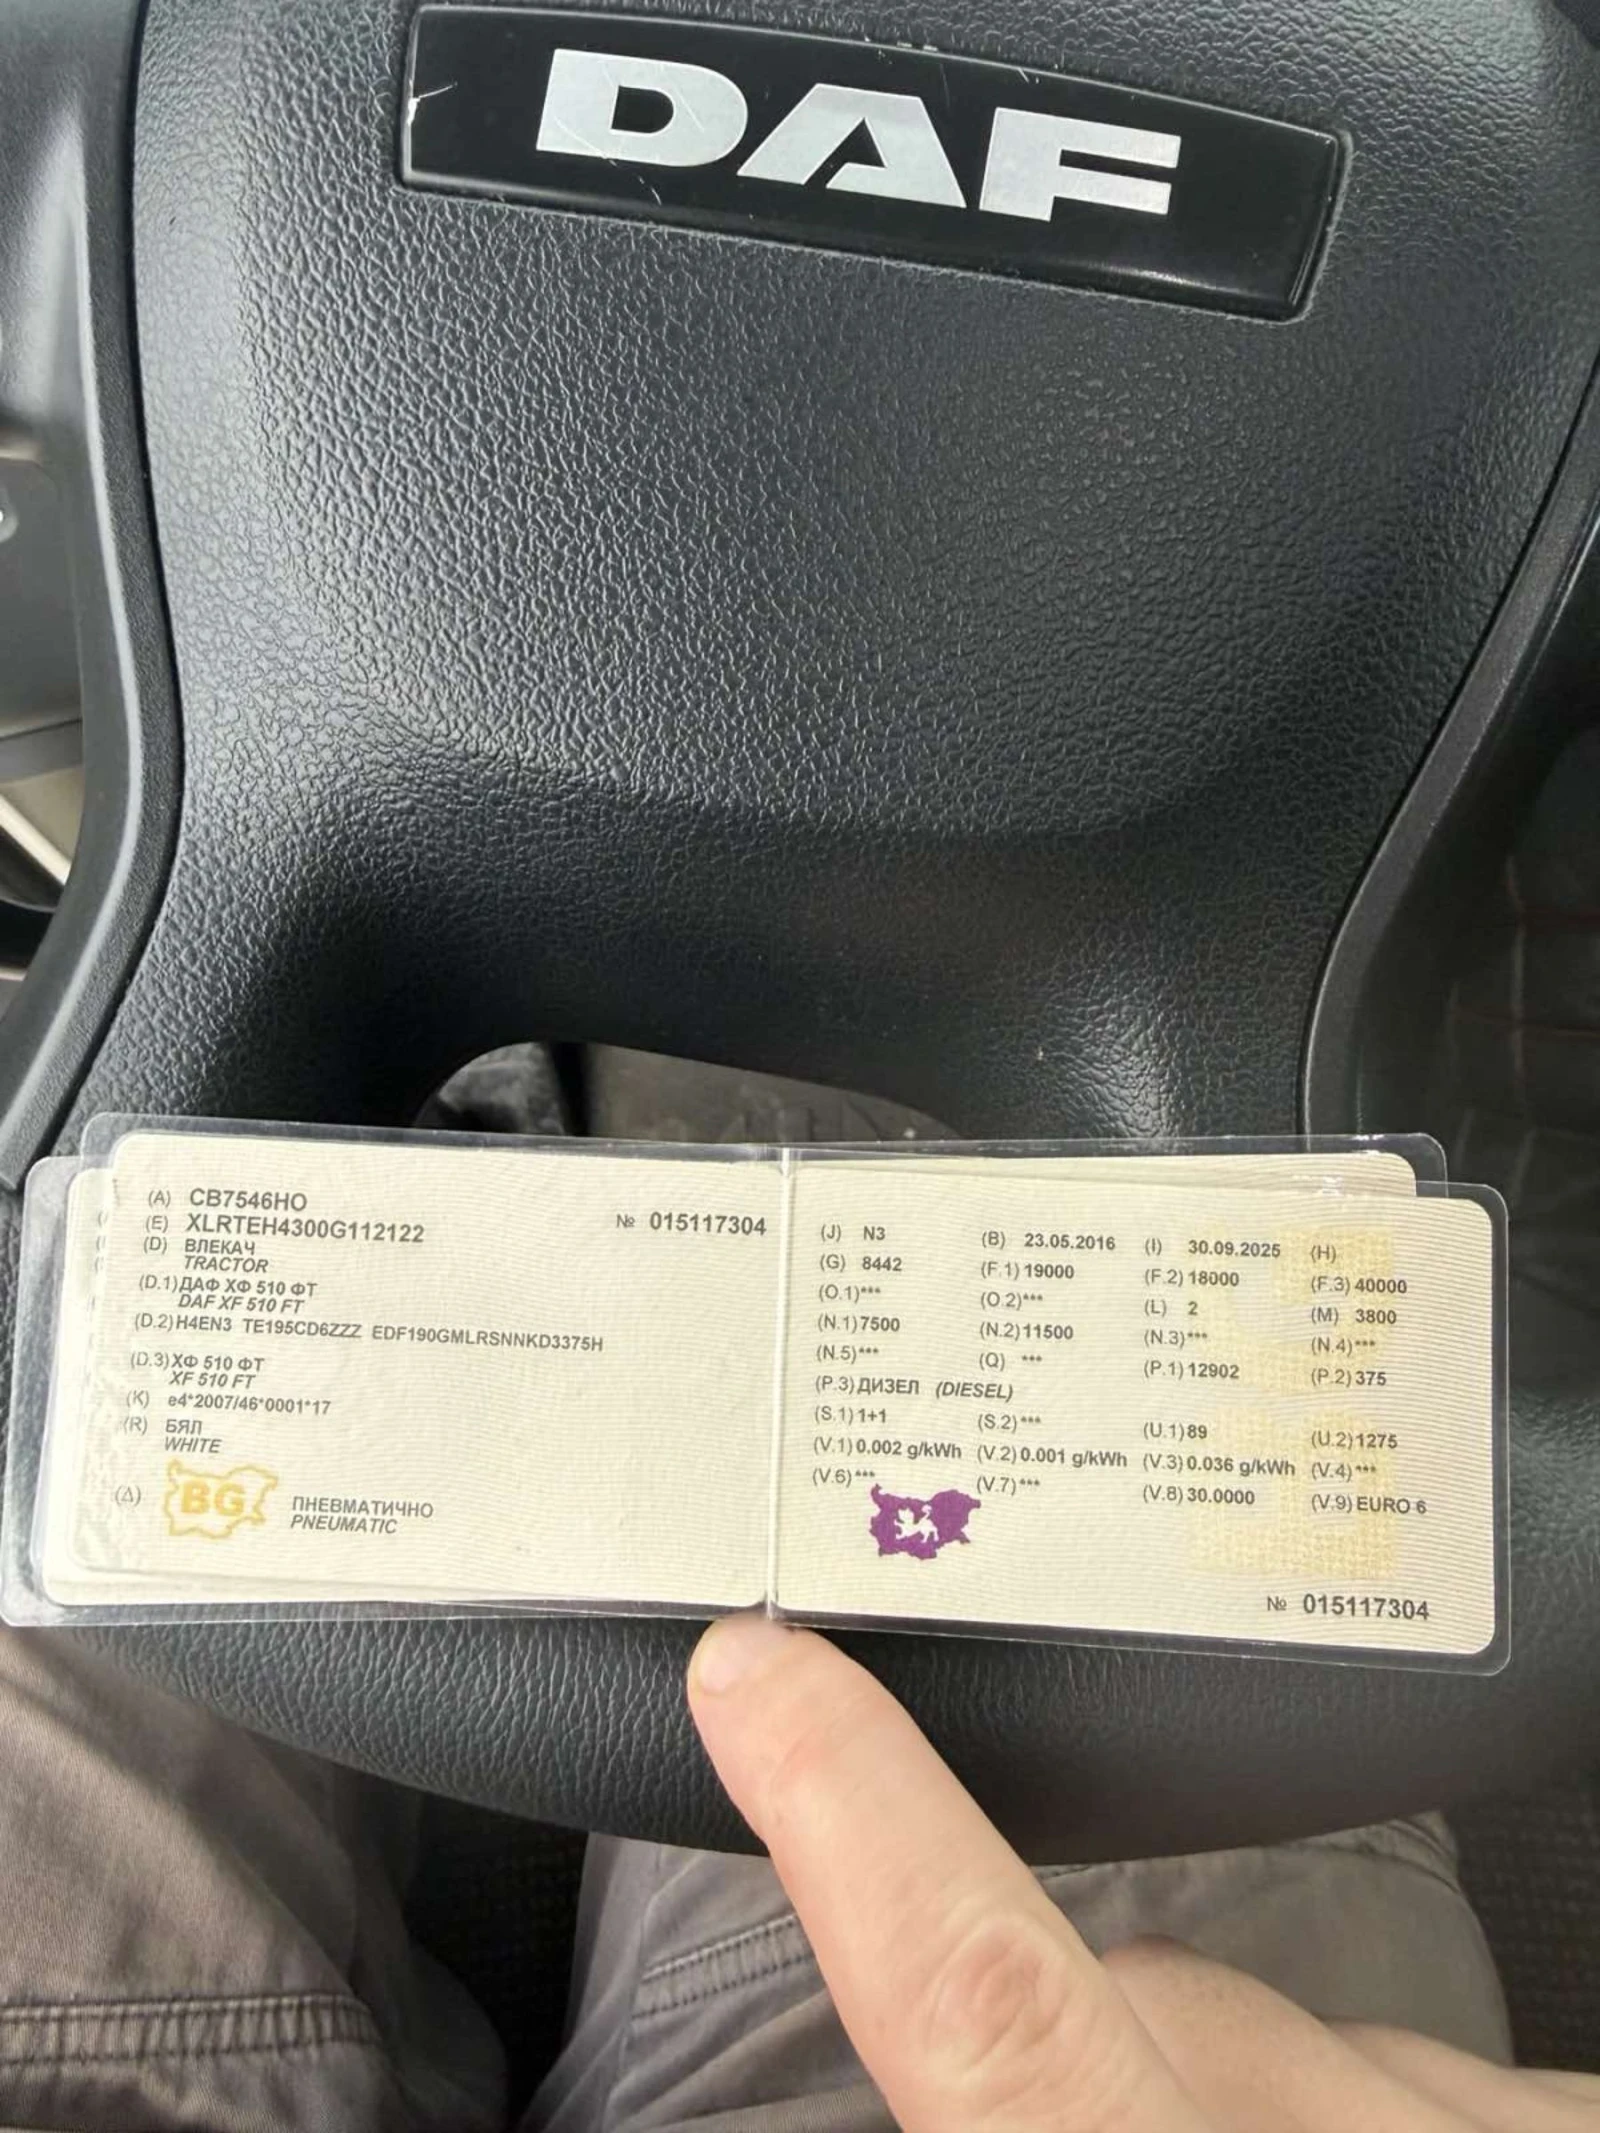 DAF
(A) CB7546HO
(E) XLRTEH4300G112122
№ 015117304
(D) ВЛЕКАЧ
TRACTOR
(D.1) ДАФ ХФ 510 ФТ
DAF XF 510 FT
(D.2) H4EN3 TE195CD6ZZZ EDF190GMLRSNNKD3375H
(D.3) ХФ 510 ФТ
XF 510 FT
(K) e4*2007/46*0001*17
(R) БЯЛ
WHITE
(Δ) BG ПНЕВМАТИЧНО
PNEUMATIC
(J) N3 (B) 23.05.2016 (I) 30.09.2025 (H)
(G) 8442 (F.1) 19000 (F.2) 18000 (F.3) 40000
(O.1)*** (O.2)*** (L) 2 (M) 3800
(N.1) 7500 (N.2) 11500 (N.3)*** (N.4)***
(N.5)*** (Q) *** (P.1) 12902 (P.2) 375
(P.3) ДИЗЕЛ (DIESEL)
(S.1) 1+1 (S.2)*** (U.1) 89 (U.2) 1275
(V.1) 0.002 g/kWh (V.2) 0.001 g/kWh (V.3) 0.036 g/kWh (V.4)***
(V.6)*** (V.7)*** (V.8) 30.0000 (V.9) EURO 6
№ 015117304